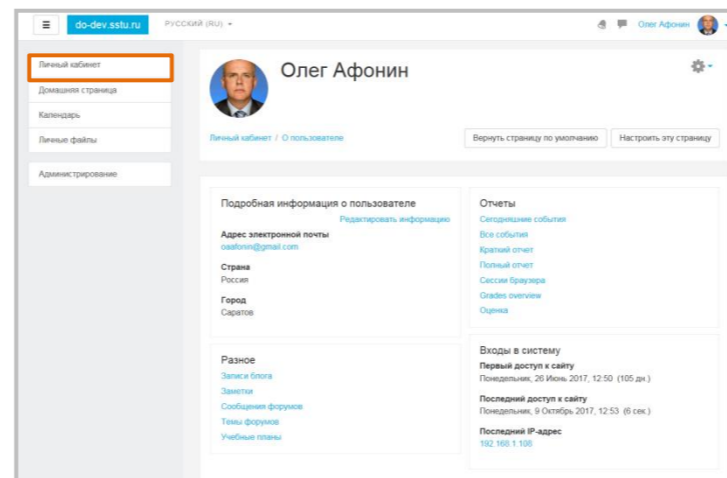 do-dev.sstu.ru РУССКИЙ (RU) Олег Афонин
Личный кабинет
Домашняя страница
Календарь
Личные файлы
Администрирование
Олег Афонин
Личный кабинет / О пользователе
Вернуть страницу по умолчанию Настроить эту страницу
Подробная информация о пользователе
Редактировать информацию
Адрес электронной почты
oaafonin@gmail.com
Страна
Россия
Город
Саратов
Разное
Записи блога
Заметки
Сообщения форумов
Темы форумов
Учебные планы
Отчеты
Сегодняшние события
Все события
Краткий отчет
Полный отчет
Сессии браузера
Grades overview
Оценка
Входы в систему
Первый доступ к сайту
Понедельник, 26 Июнь 2017, 12:50 (105 дн.)
Последний доступ к сайту
Понедельник, 9 Октябрь 2017, 12:53 (6 сек.)
Последний IP-адрес
192.168.1.108